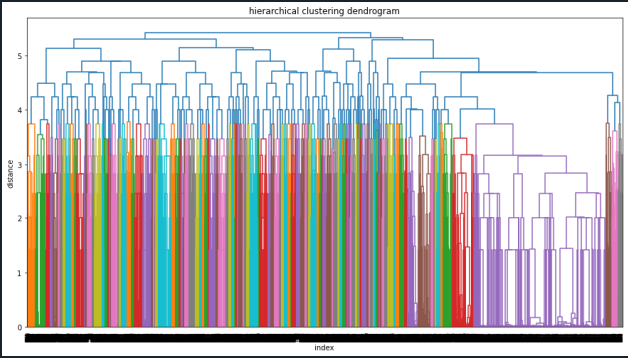 hierarchical clustering dendrogram
distance
5
4
3
2
1
0
index